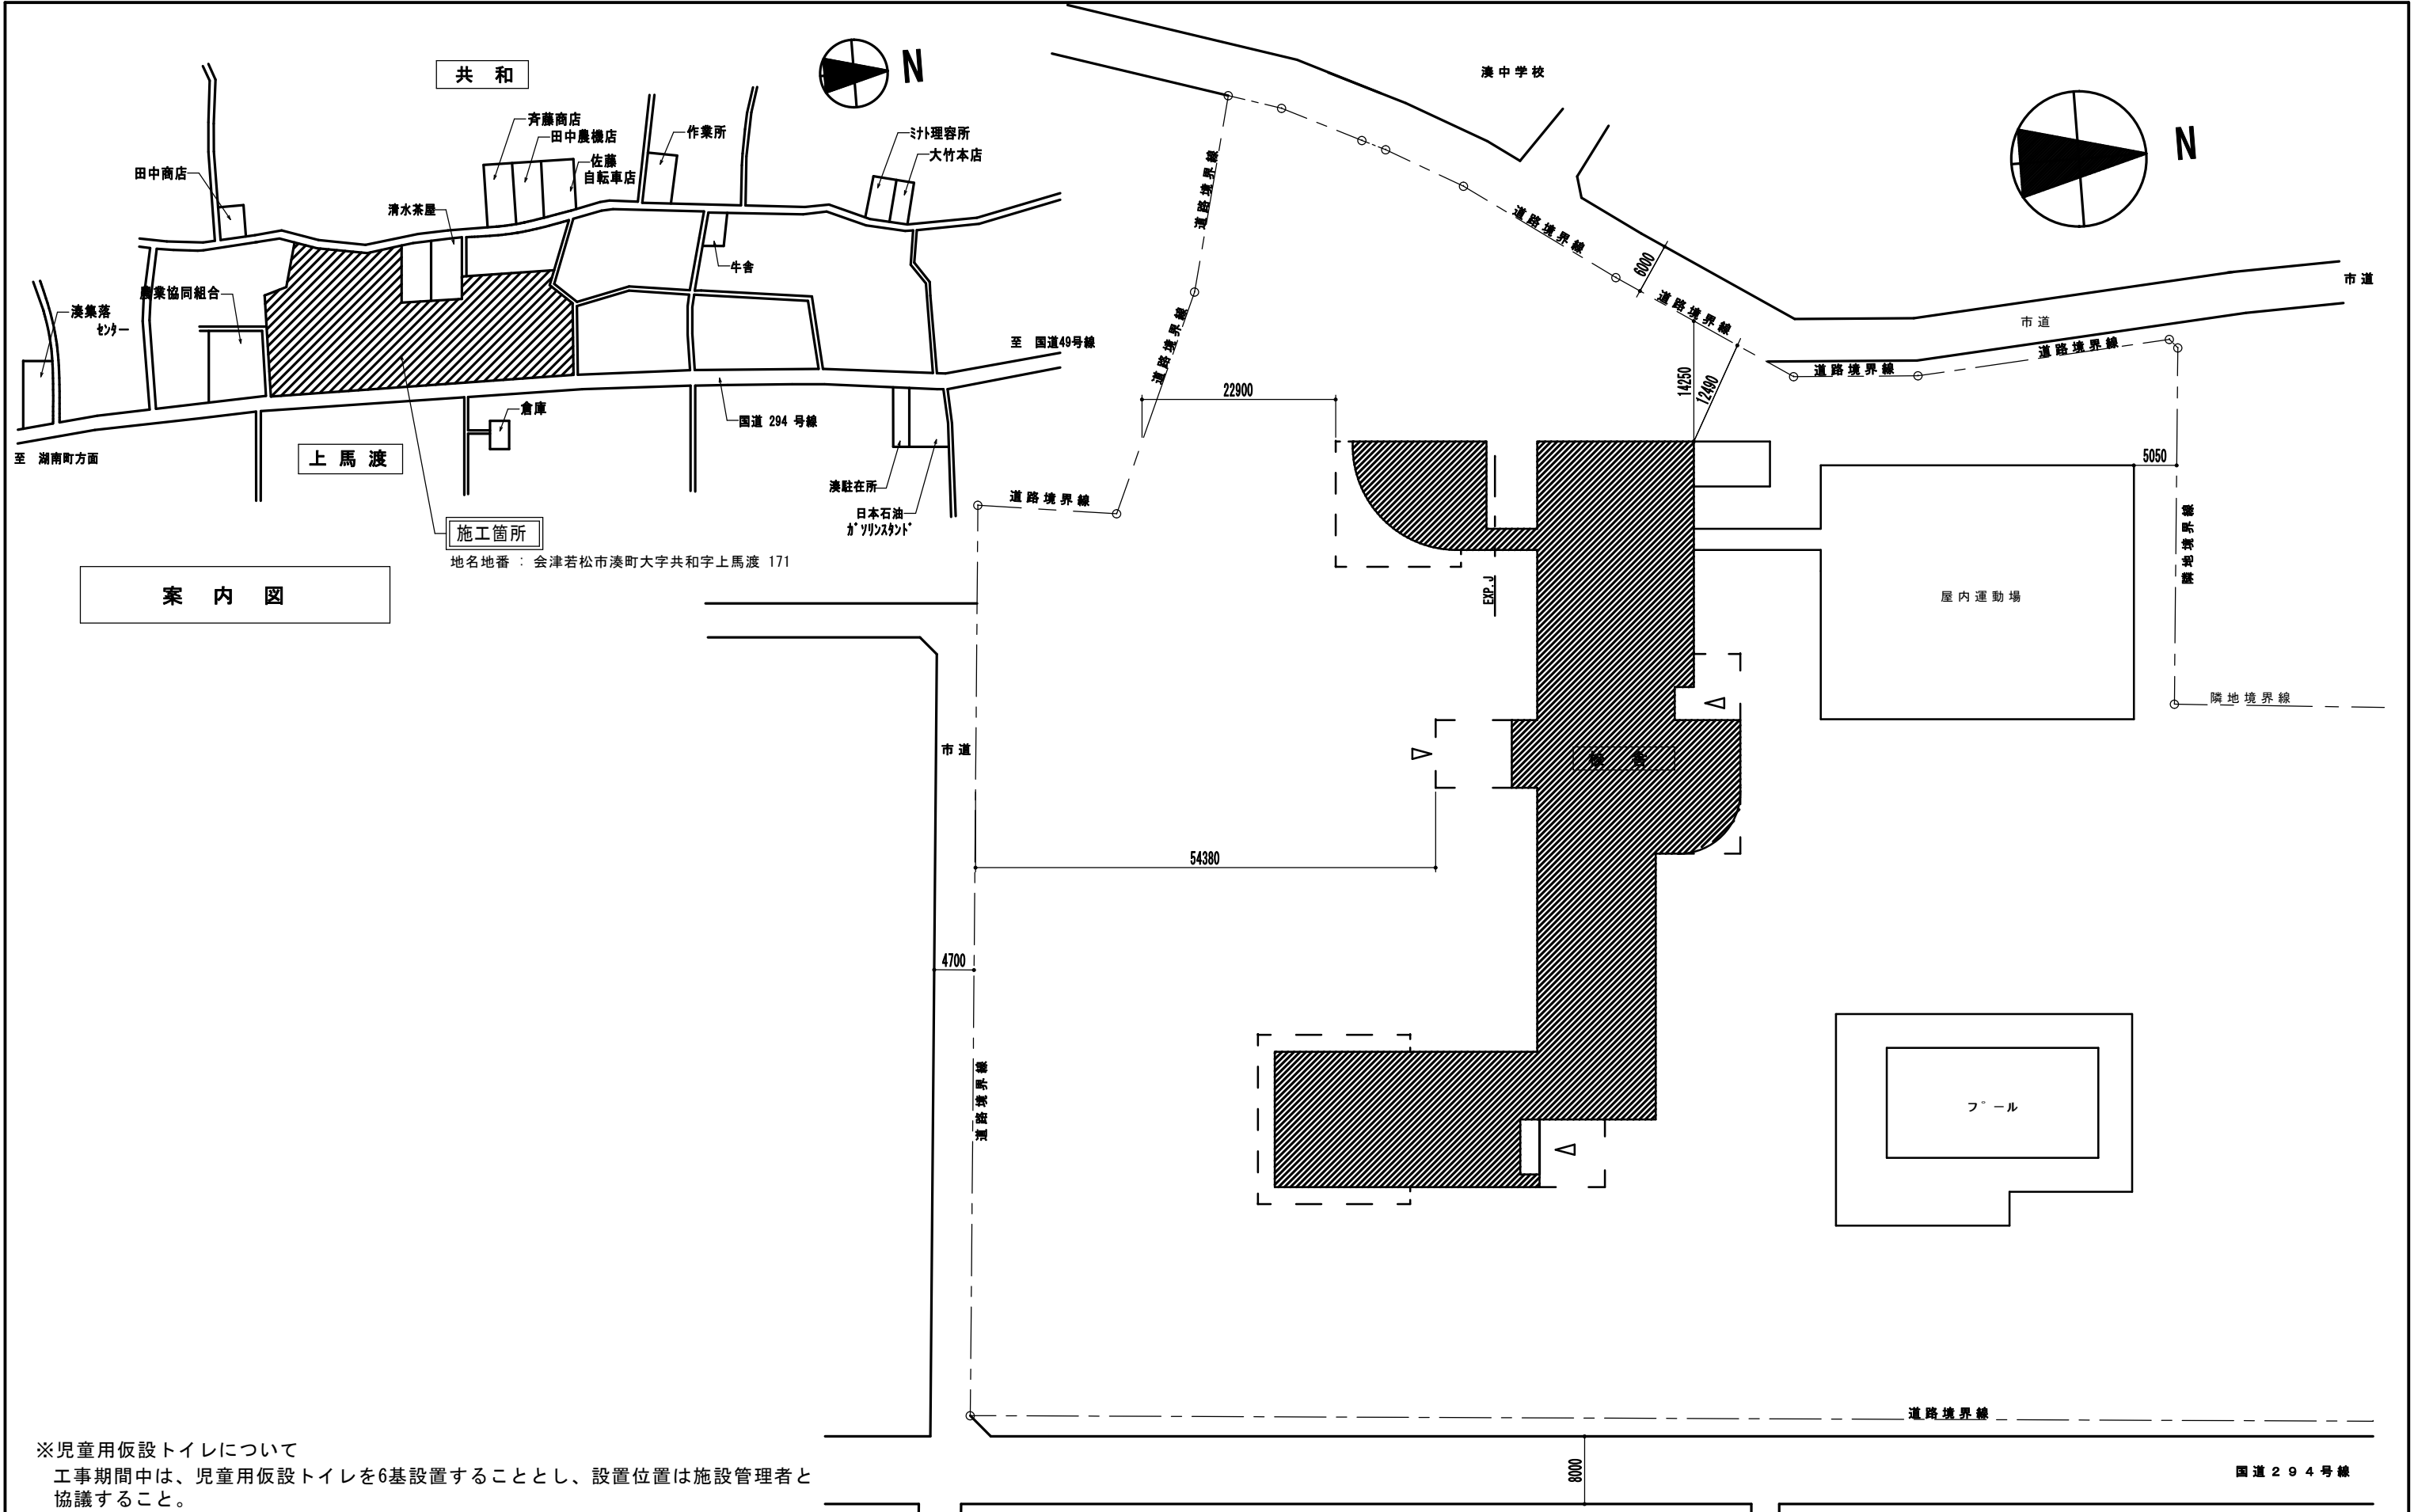 共 和
N
斉藤商店
田中農機店
佐藤
自転車店
作業所
ﾐﾅﾄ理容所
大竹本店
田中商店
清水茶屋
牛舎
農業協同組合
湊集落
ｾﾝﾀｰ
至 国道49号線
倉庫
国道 294 号線
至 湖南町方面
上 馬 渡
湊駐在所
日本石油
ｶﾞｿﾘﾝｽﾀﾝﾄﾞ
施工箇所
地名地番 : 会津若松市湊町大字共和字上馬渡 171
案 内 図
湊中学校
N
道路境界線
道路境界線
6000
道路境界線
市道
市道
道路境界線
道路境界線
道路境界線
14250
12490
22900
5050
道路境界線
隣地境界線
EXP.J
屋内運動場
隣地境界線
市道
校 舎
54380
4700
道路境界線
プール
道路境界線
8000
国道294号線
※児童用仮設トイレについて
工事期間中は、児童用仮設トイレを6基設置することとし、設置位置は施設管理者と
協議すること。